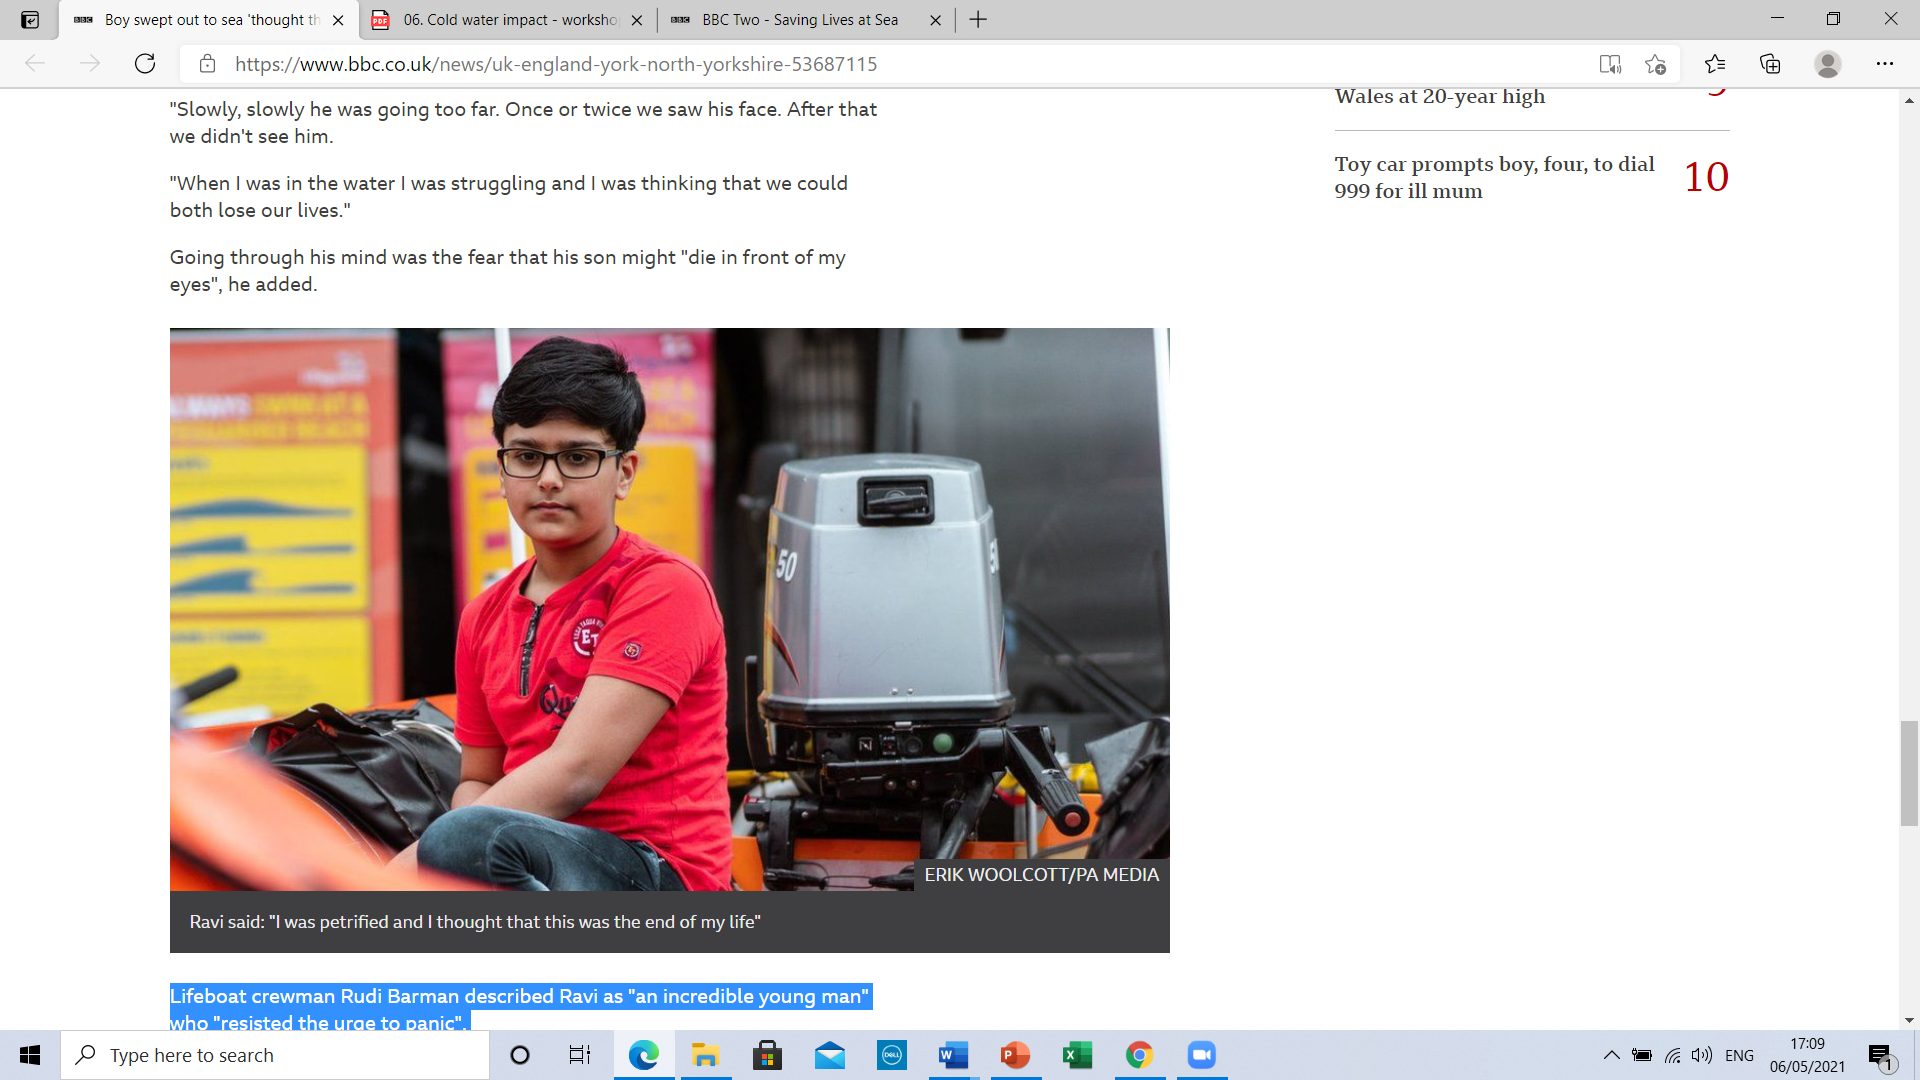 Boy swept out to sea 'thought th
06. Cold water impact - worksho
BBC Two - Saving Lives at Sea
https://www.bbc.co.uk/news/uk-england-york-north-yorkshire-53687115
"Slowly, slowly he was going too far. Once or twice we saw his face. After that
we didn't see him.
"When I was in the water I was struggling and I was thinking that we could
both lose our lives."
Going through his mind was the fear that his son might "die in front of my
eyes", he added.
Wales at 20-year high
Toy car prompts boy, four, to dial
999 for ill mum
10
50
ET
ERIK WOOLCOTT/PA MEDIA
Ravi said: "I was petrified and I thought that this was the end of my life"
Lifeboat crewman Rudi Barman described Ravi as "an incredible young man"
who "resisted the urge to panic".
Type here to search
ENG
17:09
06/05/2021
1